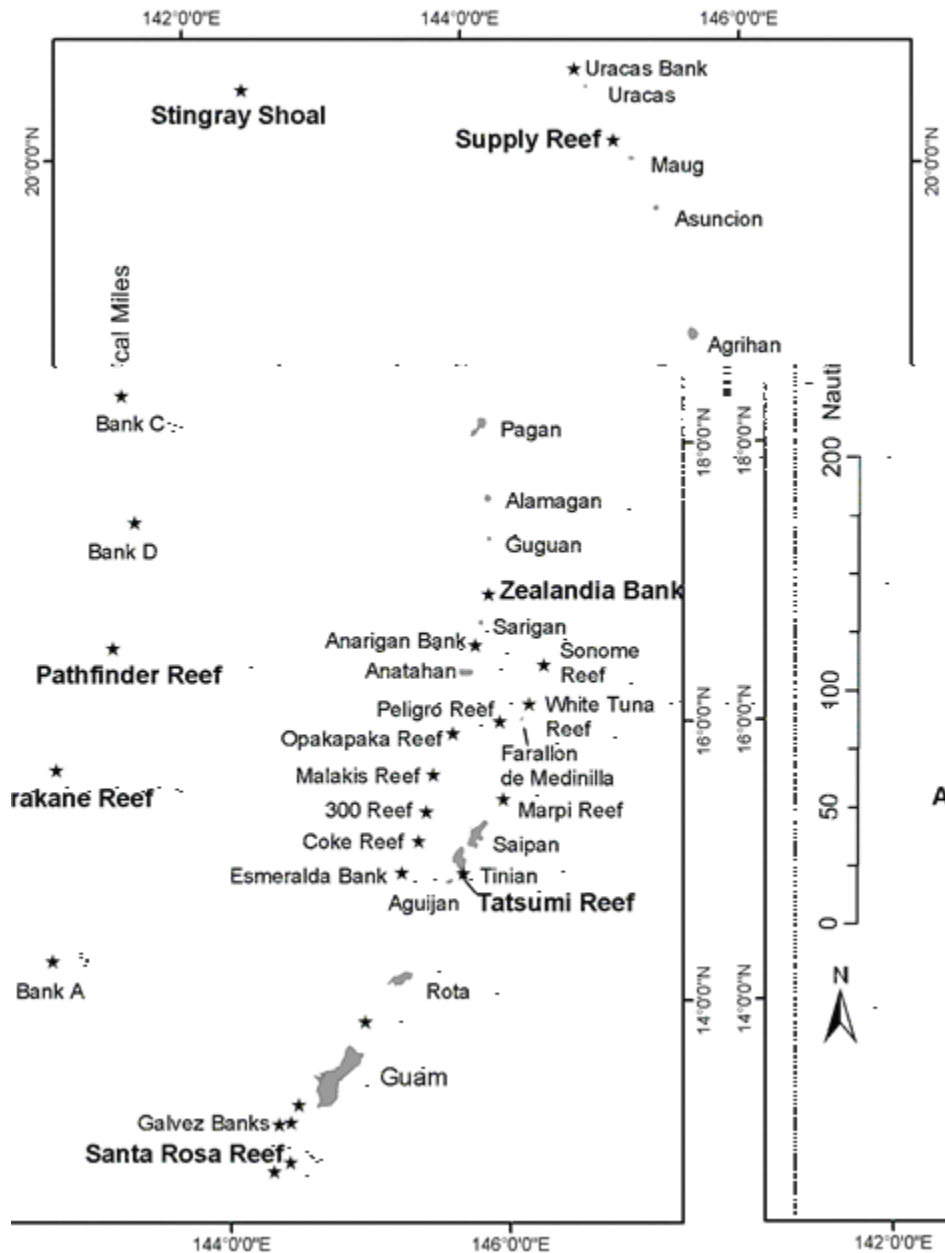 142°0'0"E 144°0'0"E 146°0'0"E
Uracas Bank
Uracas
Stingray Shoal
Supply Reef
20°0'0"N 20°0'0"N
Maug
Asuncion
cal Miles
Agrihan
Nauti
Bank C
Pagan
18°0'0"N 18°0'0"N
200
Alamagan
Bank D
Guguan
Zealandia Bank
Sarigan
Anarigan Bank
Sonome
Reef
Pathfinder Reef
Anatahan
100
White Tuna
Reef
Peligro Reef
16°0'0"N 16°0'0"N
Opakapaka Reef
Farallon
de Medinilla
Malakis Reef
rakane Reef
A
50
300 Reef
Marpi Reef
Coke Reef
Saipan
Esmeralda Bank
Tinian
Aguijan
Tatsumi Reef
0
Bank A
Rota
N
14°0'0"N 14°0'0"N
Guam
Galvez Banks
Santa Rosa Reef
144°0'0"E 146°0'0"E 142°0'0"E